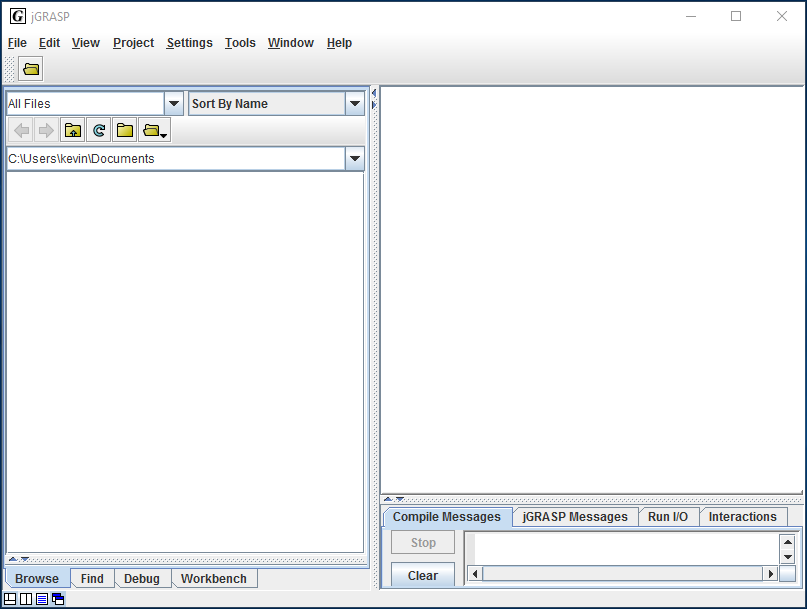 G jGRASP
File Edit View Project Settings Tools Window Help
All Files Sort By Name
C:\Users\kevin\Documents
Compile Messages jGRASP Messages Run I/O Interactions
Stop
Clear
Browse Find Debug Workbench